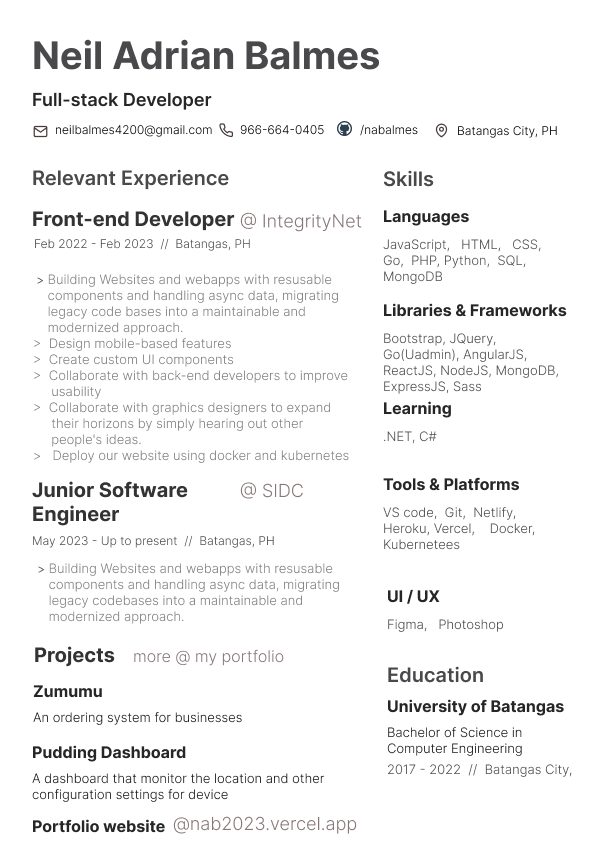 Neil Adrian Balmes
Full-stack Developer
neilbalmes4200@gmail.com 966-664-0405 /nabalmes Batangas City, PH
Relevant Experience
Front-end Developer @ IntegrityNet
Feb 2022 - Feb 2023 // Batangas, PH
> Building Websites and webapps with resusable
components and handling async data, migrating
legacy code bases into a maintainable and
modernized approach.
> Design mobile-based features
> Create custom UI components
> Collaborate with back-end developers to improve
usability
> Collaborate with graphics designers to expand
their horizons by simply hearing out other
people's ideas.
> Deploy our website using docker and kubernetes
Junior Software @ SIDC
Engineer
May 2023 - Up to present // Batangas, PH
> Building Websites and webapps with resusable
components and handling async data, migrating
legacy codebases into a maintainable and
modernized approach.
Projects more @ my portfolio
Zumumu
An ordering system for businesses
Pudding Dashboard
A dashboard that monitor the location and other
configuration settings for device
Portfolio website @nab2023.vercel.app
Skills
Languages
JavaScript, HTML, CSS,
Go, PHP, Python, SQL,
MongoDB
Libraries & Frameworks
Bootstrap, JQuery,
Go(Uadmin), AngularJS,
ReactJS, NodeJS, MongoDB,
ExpressJS, Sass
Learning
.NET, C#
Tools & Platforms
VS code, Git, Netlify,
Heroku, Vercel, Docker,
Kubernetees
UI / UX
Figma, Photoshop
Education
University of Batangas
Bachelor of Science in
Computer Engineering
2017 - 2022 // Batangas City,